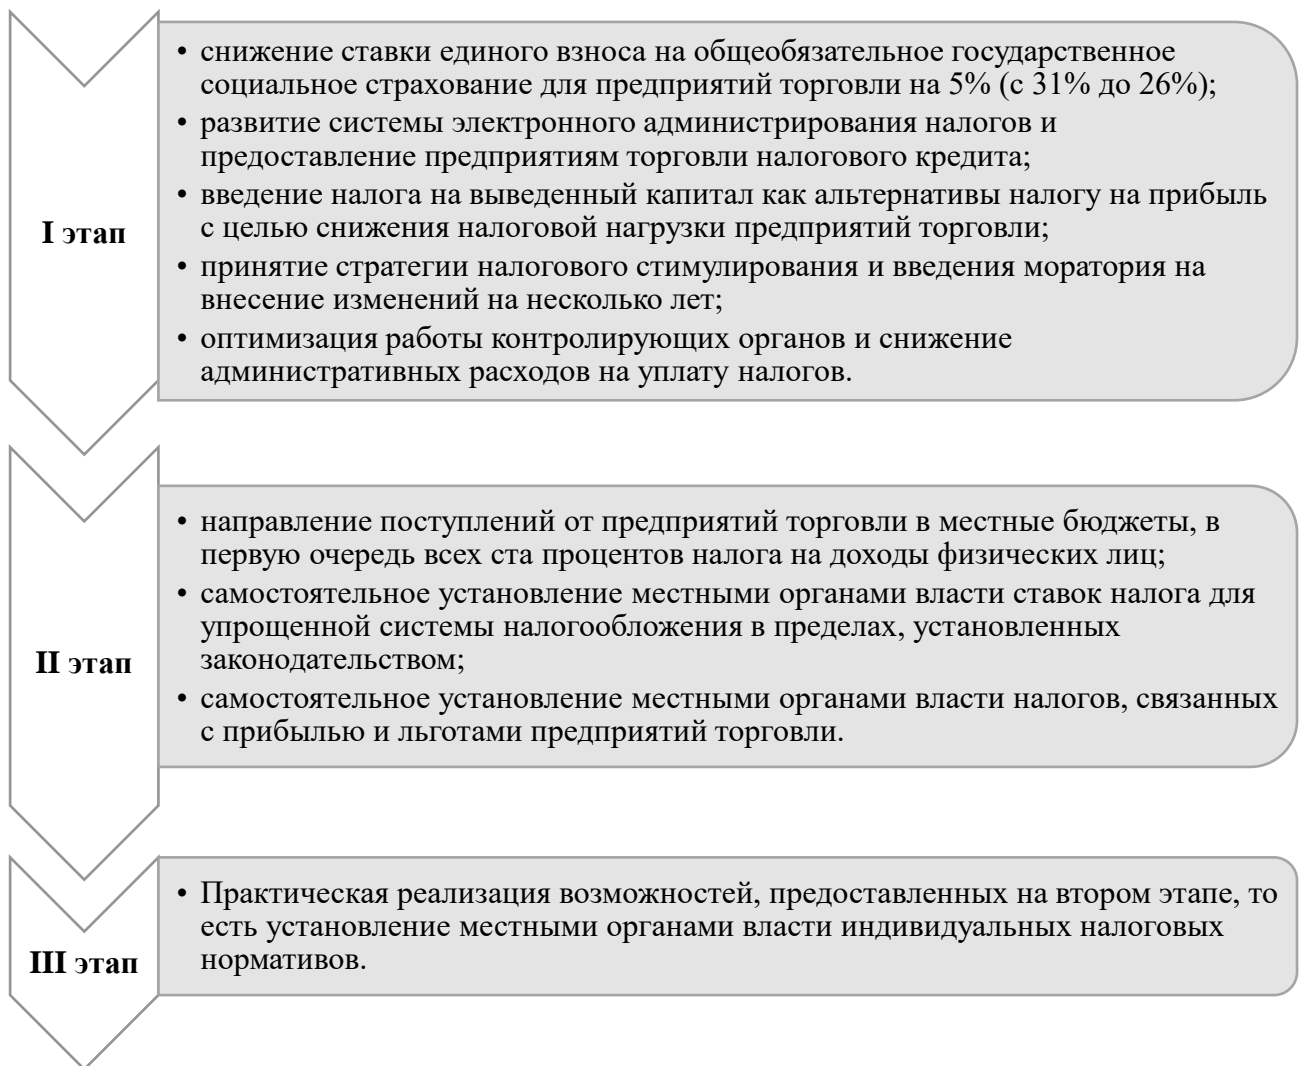 I этап
• снижение ставки единого взноса на общеобязательное государственное
социальное страхование для предприятий торговли на 5% (с 31% до 26%);
• развитие системы электронного администрирования налогов и
предоставление предприятиям торговли налогового кредита;
• введение налога на выведенный капитал как альтернативы налогу на прибыль
с целью снижения налоговой нагрузки предприятий торговли;
• принятие стратегии налогового стимулирования и введения моратория на
внесение изменений на несколько лет;
• оптимизация работы контролирующих органов и снижение
административных расходов на уплату налогов.
II этап
• направление поступлений от предприятий торговли в местные бюджеты, в
первую очередь всех ста процентов налога на доходы физических лиц;
• самостоятельное установление местными органами власти ставок налога для
упрощенной системы налогообложения в пределах, установленных
законодательством;
• самостоятельное установление местными органами власти налогов, связанных
с прибылью и льготами предприятий торговли.
III этап
• Практическая реализация возможностей, предоставленных на втором этапе, то
есть установление местными органами власти индивидуальных налоговых
нормативов.